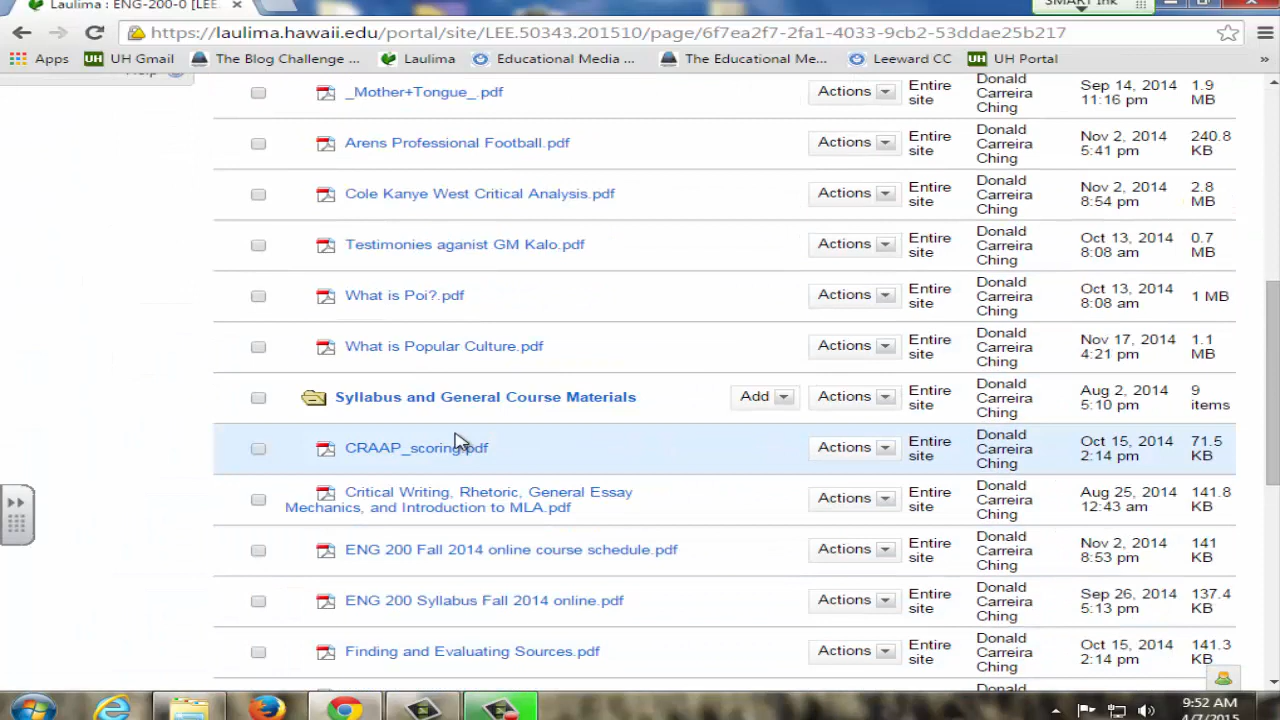 Laulima : ENG-200-0 [LEE. ×
SMART Ink
https://laulima.hawaii.edu/portal/site/LEE.50343.201510/page/6f7ea2f7-2fa1-4033-9cb2-53ddae25b217
Apps UH UH Gmail The Blog Challenge ... Laulima Educational Media ... The Educational Me... Leeward CC UH UH Portal »
Help
_Mother+Tongue_.pdf Actions Entire site Donald Carreira Ching Sep 14, 2014 11:16 pm 1.9 MB
Arens Professional Football.pdf Actions Entire site Donald Carreira Ching Nov 2, 2014 5:41 pm 240.8 KB
Cole Kanye West Critical Analysis.pdf Actions Entire site Donald Carreira Ching Nov 2, 2014 8:54 pm 2.8 MB
Testimonies aganist GM Kalo.pdf Actions Entire site Donald Carreira Ching Oct 13, 2014 8:08 am 0.7 MB
What is Poi?.pdf Actions Entire site Donald Carreira Ching Oct 13, 2014 8:08 am 1 MB
What is Popular Culture.pdf Actions Entire site Donald Carreira Ching Nov 17, 2014 4:21 pm 1.1 MB
Syllabus and General Course Materials Add Actions Entire site Donald Carreira Ching Aug 2, 2014 5:10 pm 9 items
CRAAP_scoring.pdf Actions Entire site Donald Carreira Ching Oct 15, 2014 2:14 pm 71.5 KB
Critical Writing, Rhetoric, General Essay
Mechanics, and Introduction to MLA.pdf Actions Entire site Donald Carreira Ching Aug 25, 2014 12:43 am 141.8 KB
ENG 200 Fall 2014 online course schedule.pdf Actions Entire site Donald Carreira Ching Nov 2, 2014 8:53 pm 141 KB
ENG 200 Syllabus Fall 2014 online.pdf Actions Entire site Donald Carreira Ching Sep 26, 2014 5:13 pm 137.4 KB
Finding and Evaluating Sources.pdf Actions Entire site Donald Carreira Ching Oct 15, 2014 2:14 pm 141.3 KB
Donald
9:52 AM
4/7/2015